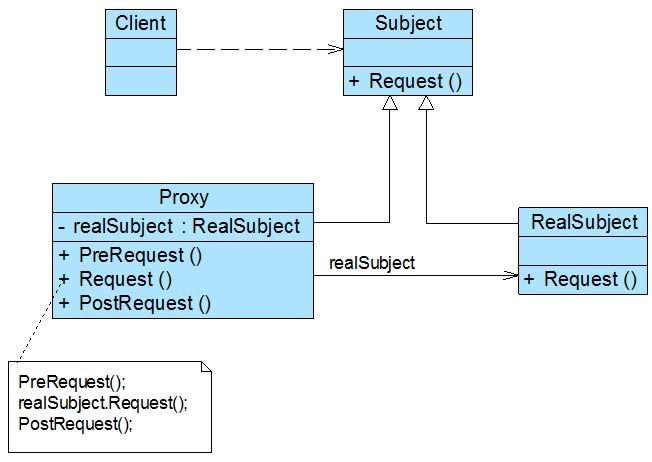 Client
Subject
+ Request ()
Proxy
- realSubject : RealSubject
+ PreRequest ()
+ Request ()
+ PostRequest ()
realSubject
RealSubject
+ Request ()
PreRequest();
realSubject.Request();
PostRequest();